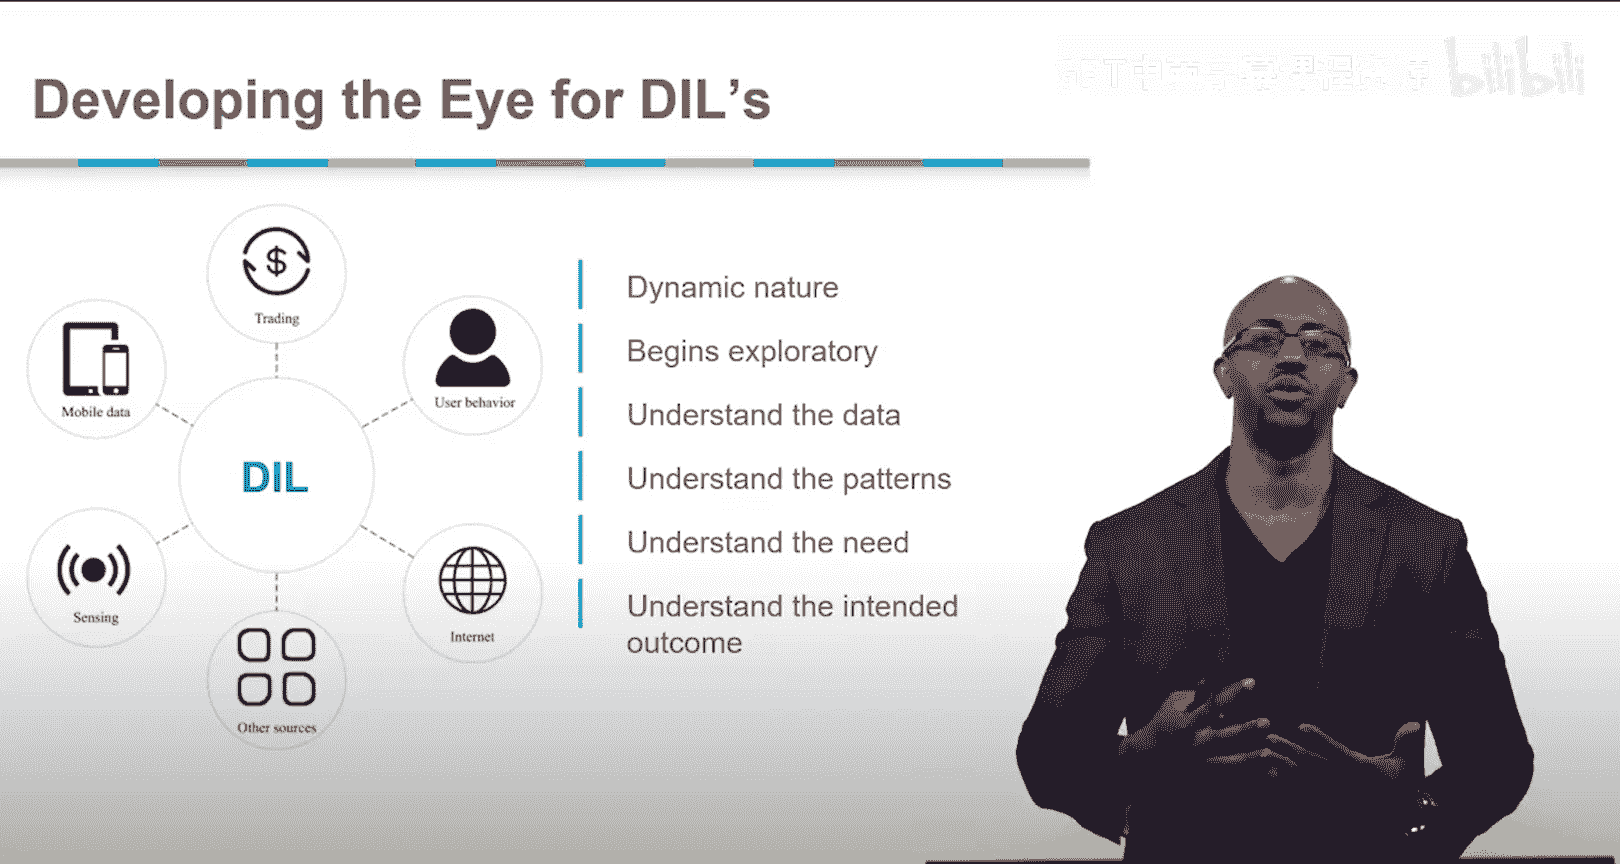 Developing the Eye for DIL's
bilibili
Trading
Mobile data
User behavior
DIL
Sensing
Internet
Other sources
Dynamic nature
Begins exploratory
Understand the data
Understand the patterns
Understand the need
Understand the intended
outcome